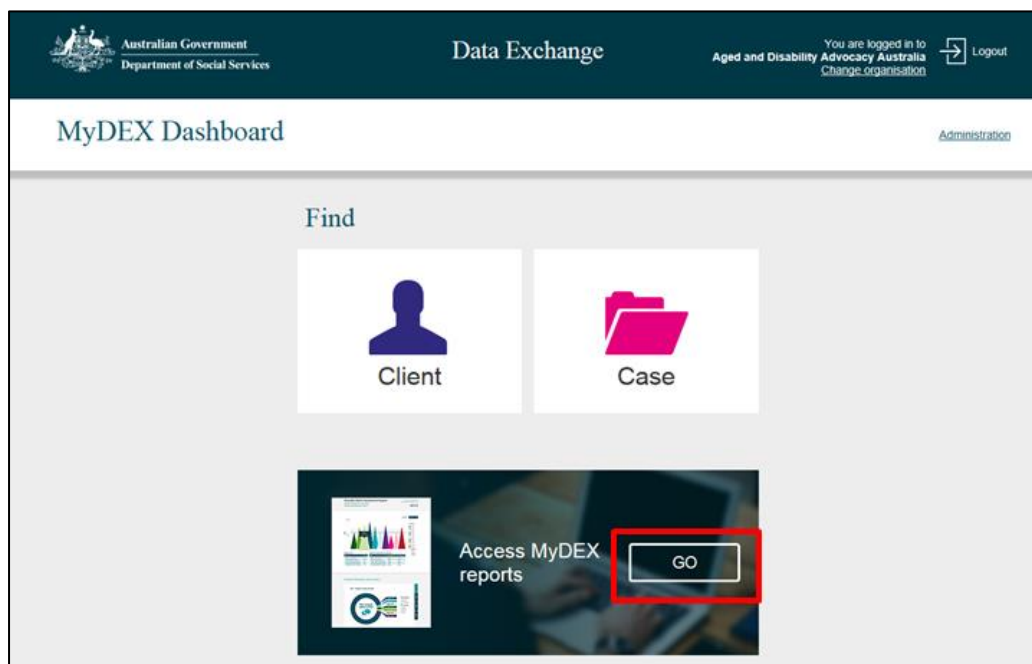 Australian Government
Department of Social Services
Data Exchange
You are logged in to
Aged and Disability Advocacy Australia
Change organisation
Logout
MyDEX Dashboard
Administration
Find
Client
Case
Access MyDEX
reports
GO